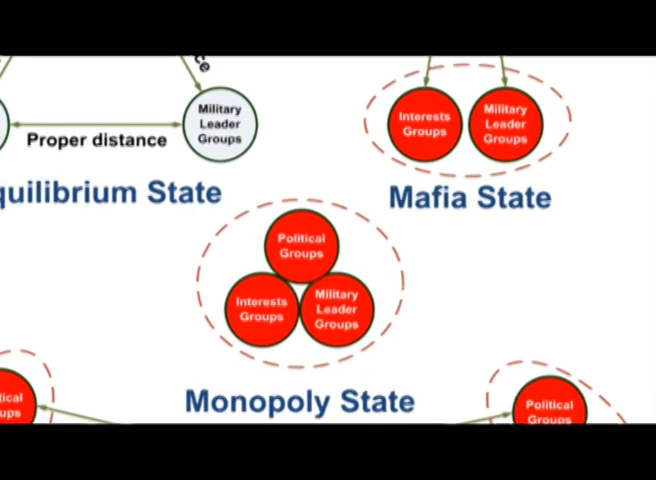 ce
Military
Leader
Groups
Proper distance
quilibrium State
Interests
Groups
Military
Leader
Groups
Mafia State
Political
Groups
Interests
Groups
Military
Leader
Groups
Monopoly State
tical
ups
Political
Groups